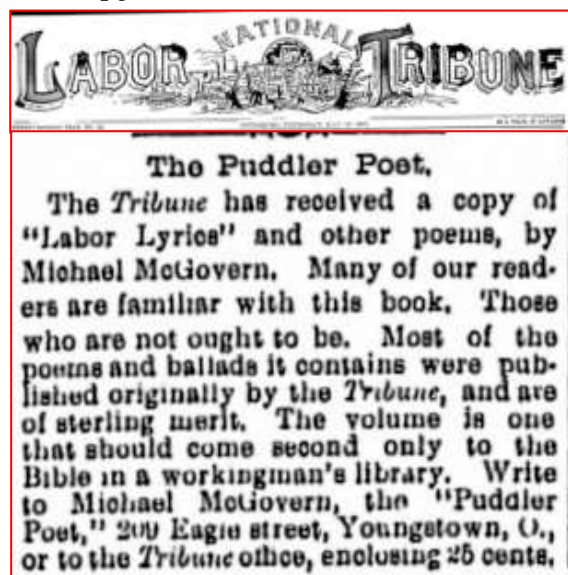 NATIONAL
LABOR TRIBUNE
The Puddler Poet.
The Tribune has received a copy of
"Labor Lyrics" and other poems, by
Michael McGovern. Many of our read-
ers are familiar with this book. Those
who are not ought to be. Most of the
poems and ballads it contains were pub-
lished originally by the Tribune, and are
of sterling merit. The volume is one
that should come second only to the
Bible in a workingman's library. Write
to Michael McGovern, the "Puddler
Poet," 209 Eagle street, Youngstown, O.,
or to the Tribune office, enclosing 25 cents.